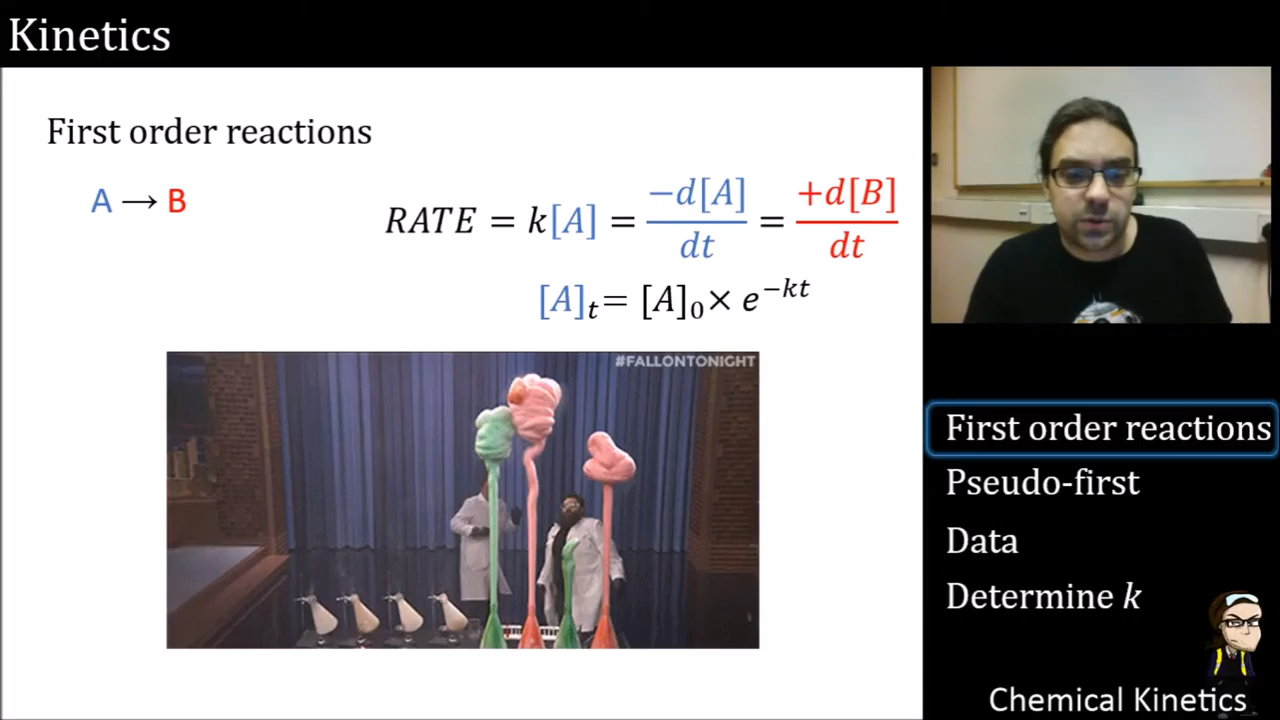 Kinetics
First order reactions
A → B
RATE = k[A] = −d[A]/dt = +d[B]/dt
[A]ₜ= [A]₀ × e⁻ᵏᵗ
#FALLONTONIGHT
First order reactions
Pseudo-first
Data
Determine k
Chemical Kinetics